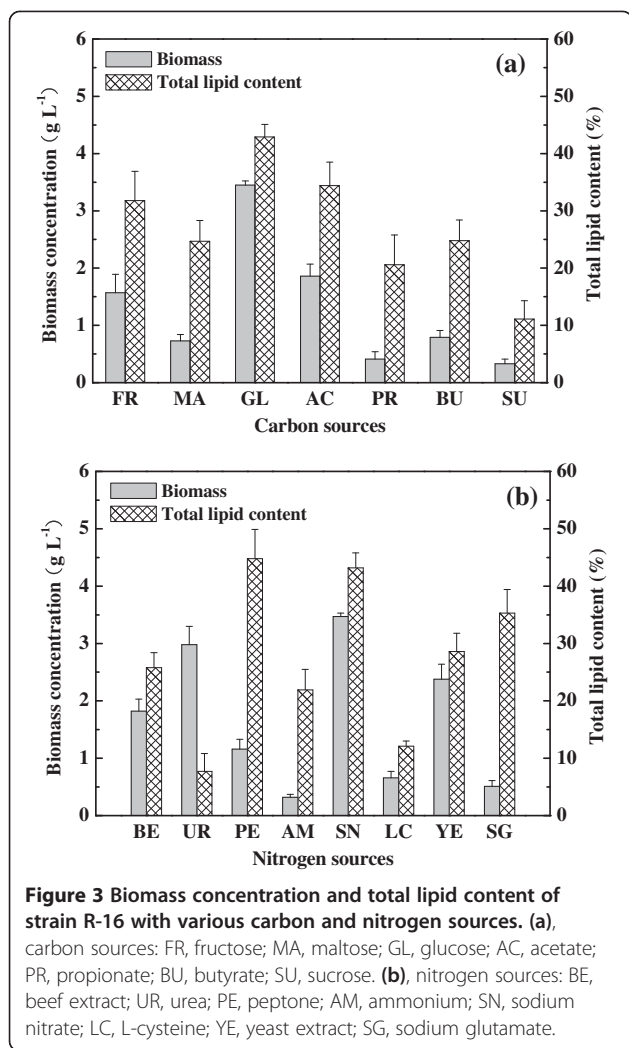 6 60
Biomass (a)
Total lipid content
5 50
4 40
3 30
2 20
1 10
0 0
Biomass concentration (g L⁻¹)
Total lipid content (%)
FR MA GL AC PR BU SU
Carbon sources
6 60
Biomass (b)
Total lipid content
5 50
4 40
3 30
2 20
1 10
0 0
Biomass concentration (g L⁻¹)
Total lipid content (%)
BE UR PE AM SN LC YE SG
Nitrogen sources
Figure 3 Biomass concentration and total lipid content of
strain R-16 with various carbon and nitrogen sources. (a),
carbon sources: FR, fructose; MA, maltose; GL, glucose; AC, acetate;
PR, propionate; BU, butyrate; SU, sucrose. (b), nitrogen sources: BE,
beef extract; UR, urea; PE, peptone; AM, ammonium; SN, sodium
nitrate; LC, L-cysteine; YE, yeast extract; SG, sodium glutamate.